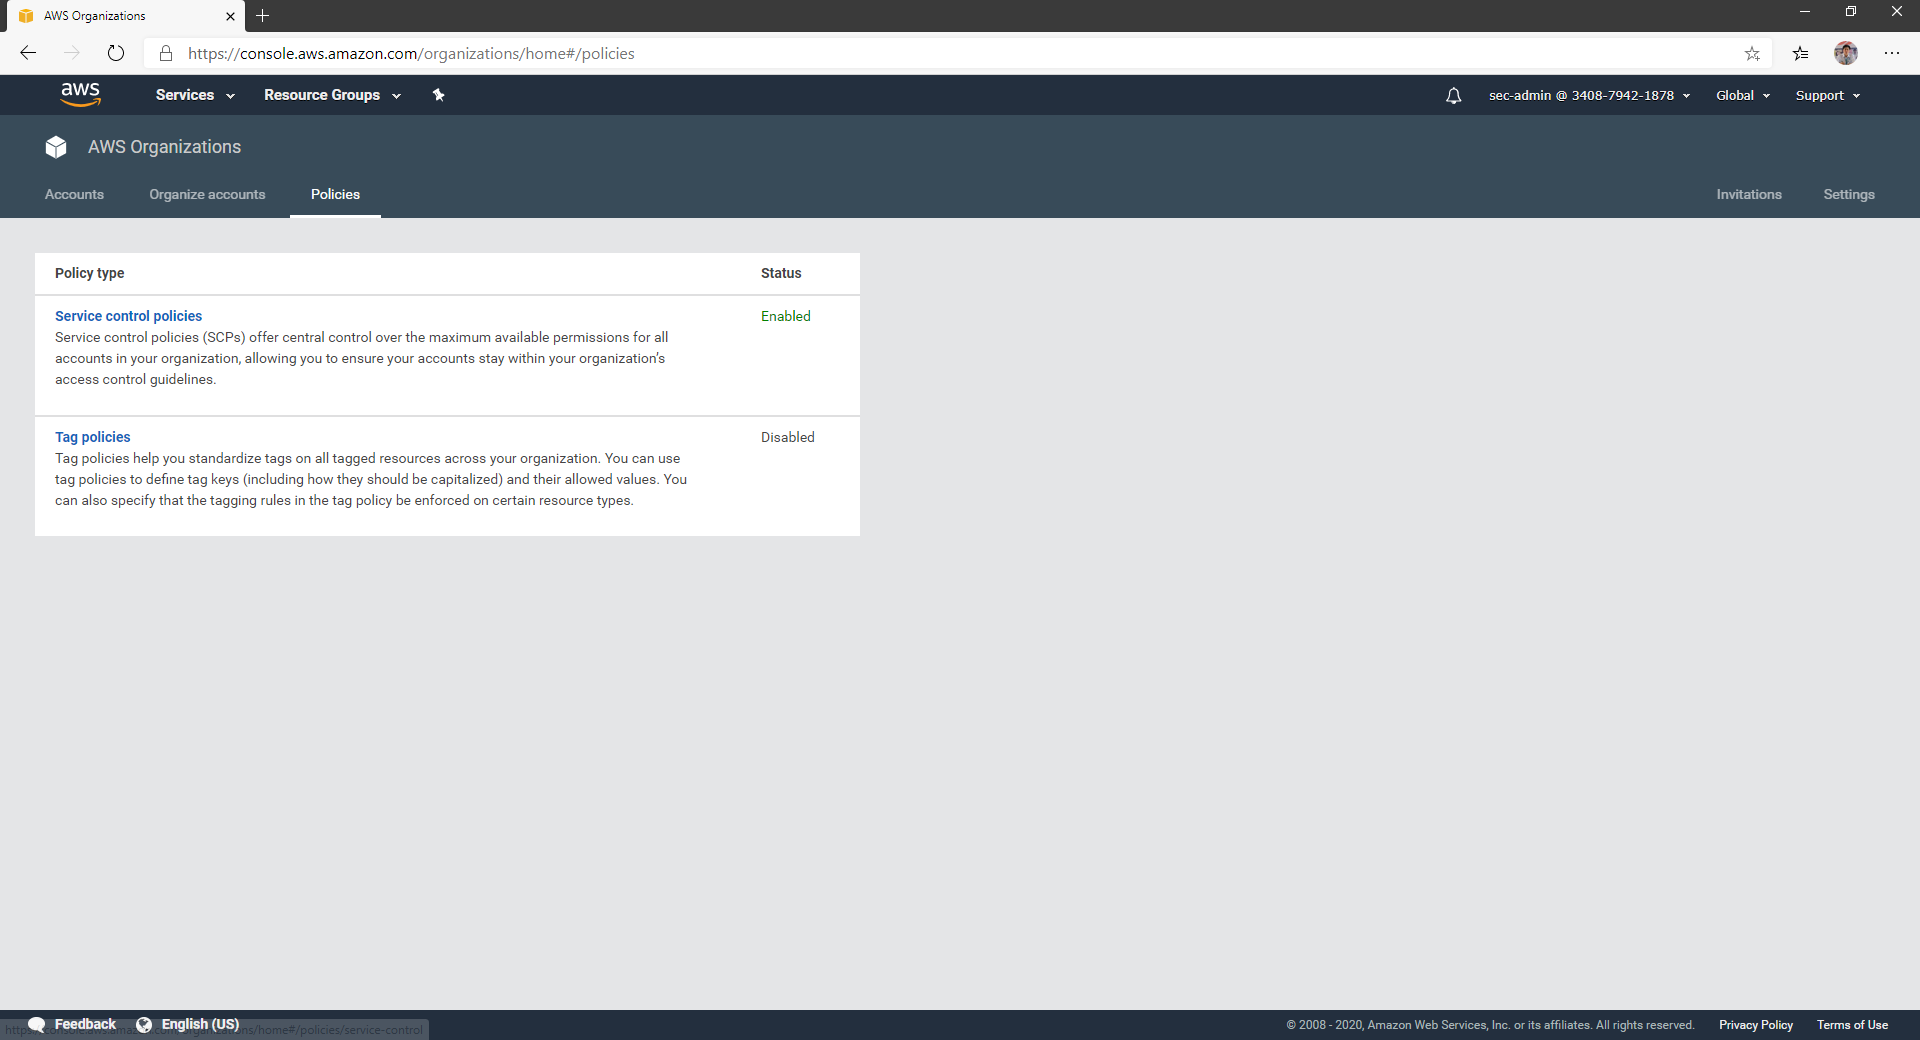 AWS Organizations
https://console.aws.amazon.com/organizations/home#/policies
aws
Services
Resource Groups
sec-admin @ 3408-7942-1878
Global
Support
AWS Organizations
Accounts
Organize accounts
Policies
Invitations
Settings
Policy type
Status
Service control policies
Enabled
Service control policies (SCPs) offer central control over the maximum available permissions for all
accounts in your organization, allowing you to ensure your accounts stay within your organization’s
access control guidelines.
Tag policies
Disabled
Tag policies help you standardize tags on all tagged resources across your organization. You can use
tag policies to define tag keys (including how they should be capitalized) and their allowed values. You
can also specify that the tagging rules in the tag policy be enforced on certain resource types.
Feedback
English (US)
https://console.aws.amazon.com/organizations/home#/policies/service-control
© 2008 - 2020, Amazon Web Services, Inc. or its affiliates. All rights reserved.
Privacy Policy
Terms of Use